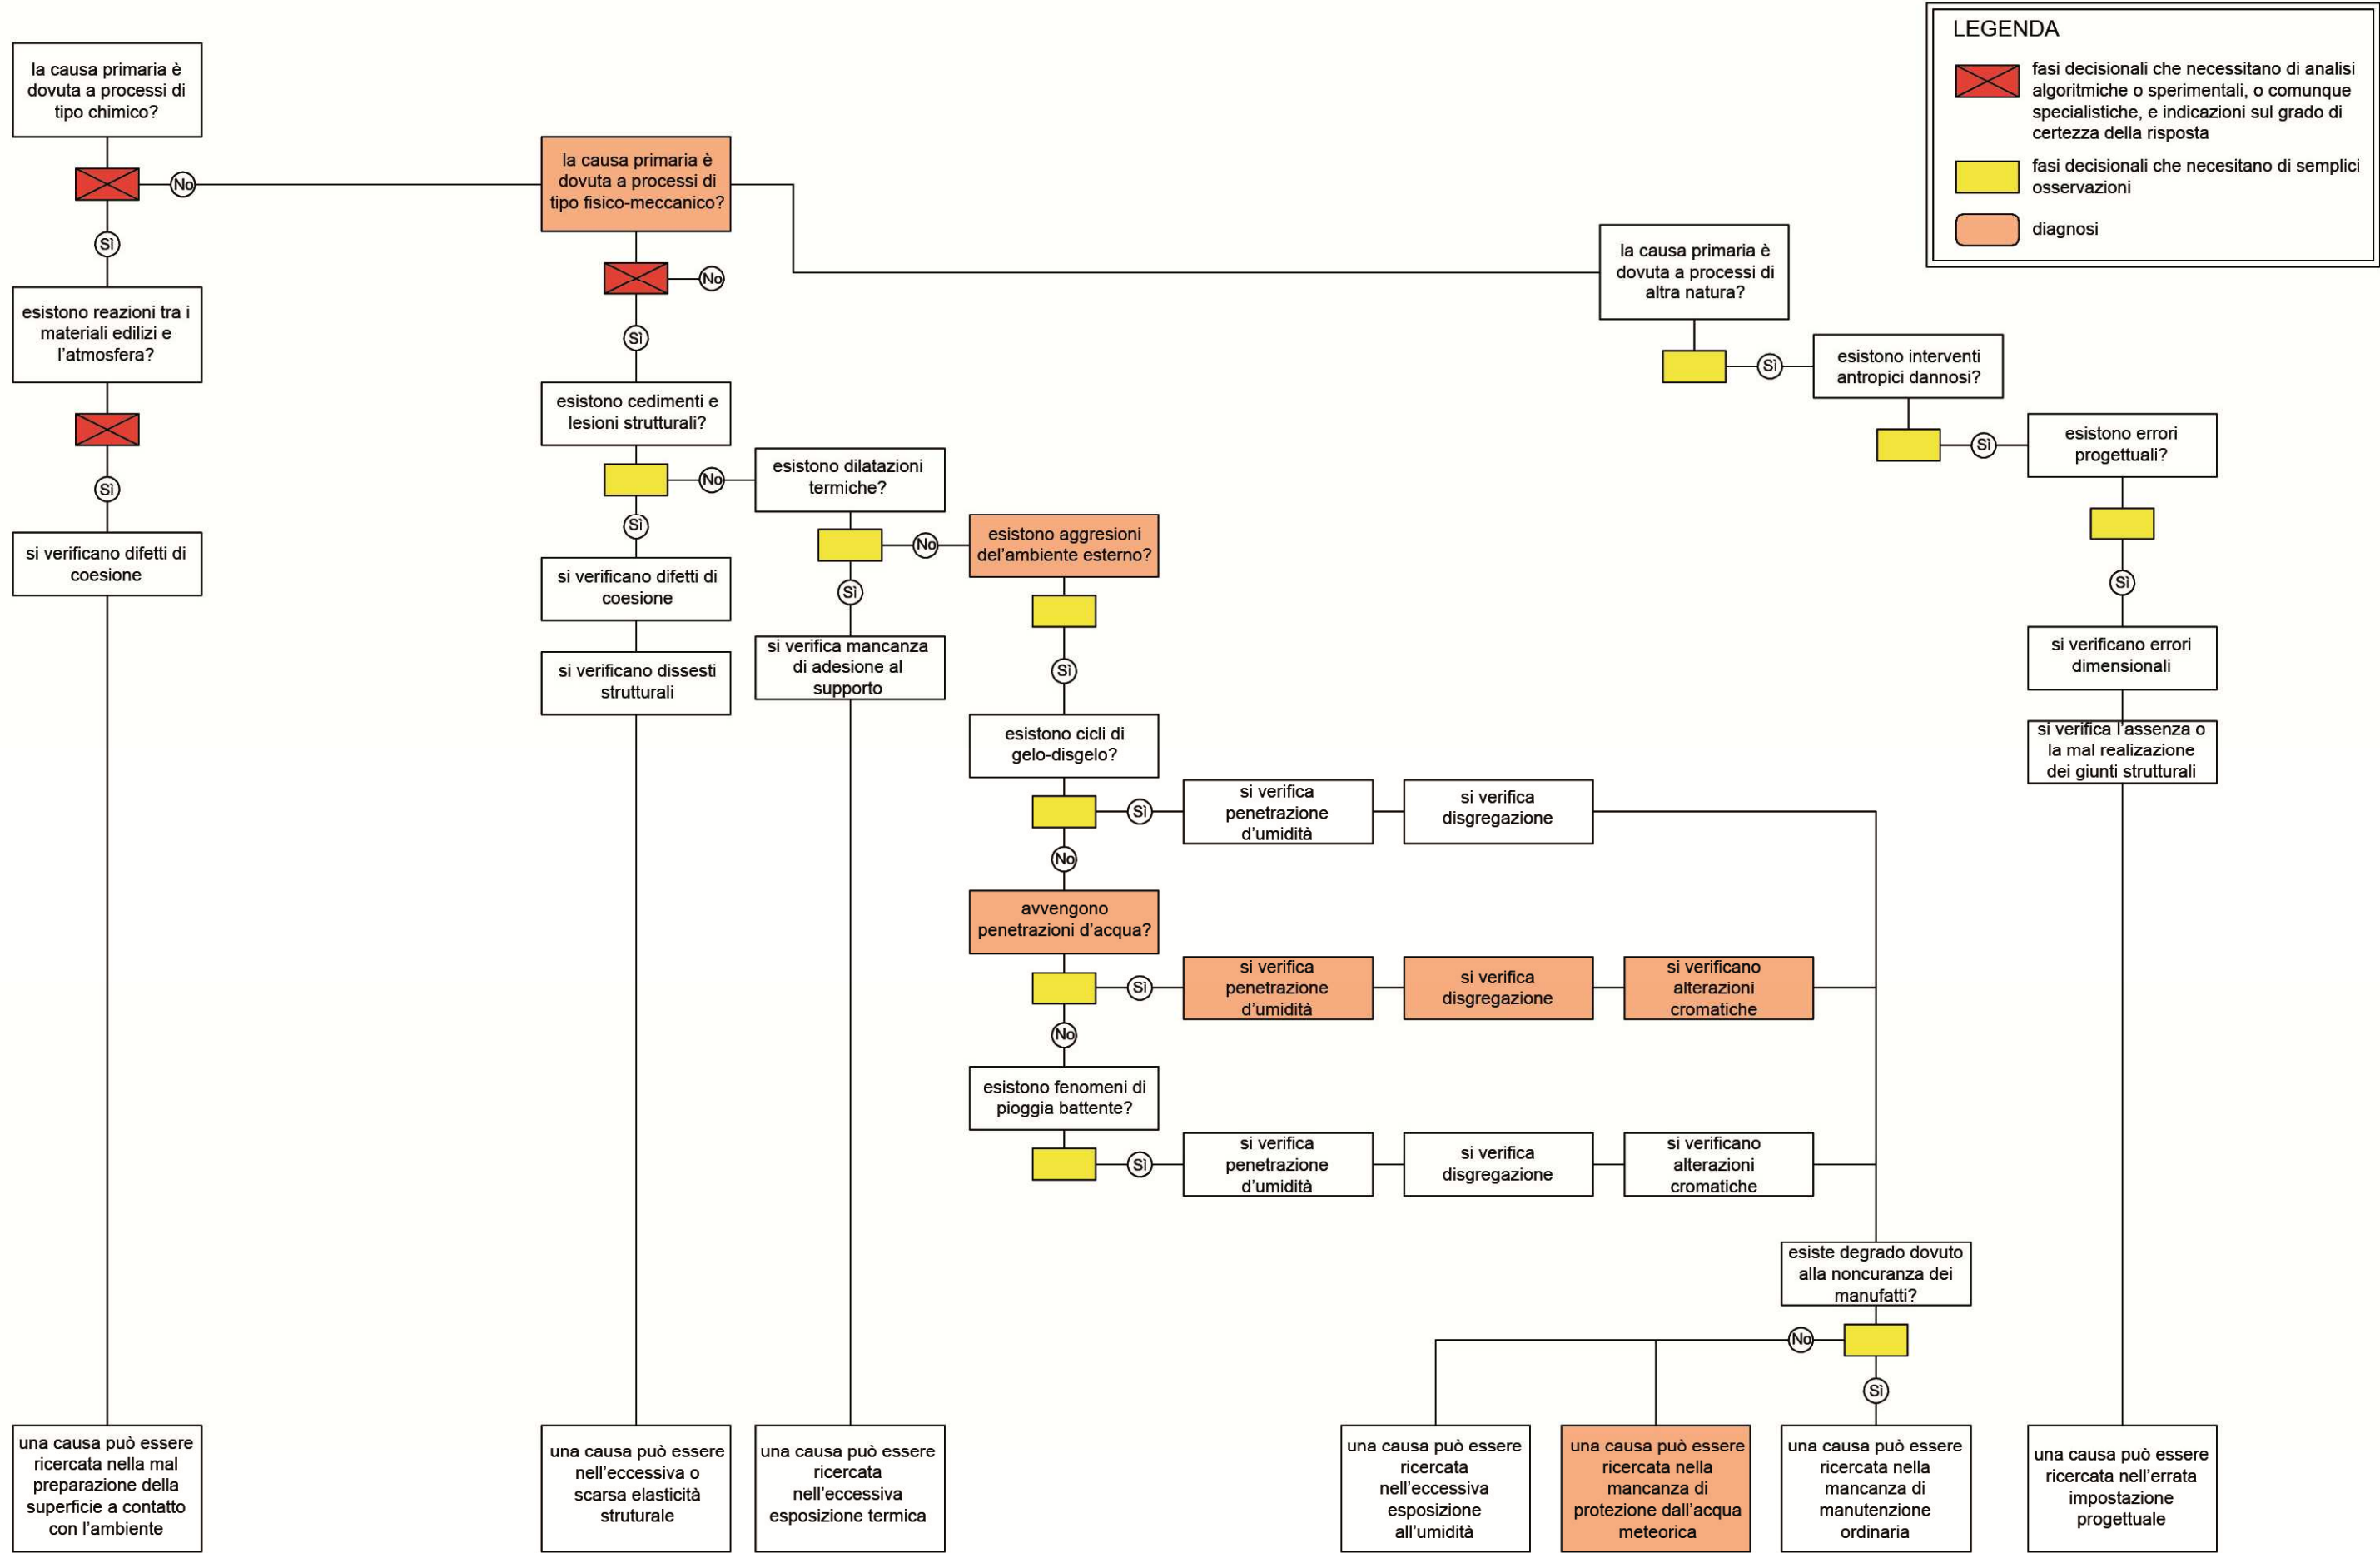 LEGENDA
fasi decisionali che necessitano di analisi
algoritmiche o sperimentali, o comunque
specialistiche, e indicazioni sul grado di
certezza della risposta
fasi decisionali che necesitano di semplici
osservazioni
diagnosi
la causa primaria è
dovuta a processi di
tipo chimico?
No
Sì
esistono reazioni tra i
materiali edilizi e
l'atmosfera?
Sì
si verificano difetti di
coesione
una causa può essere
ricercata nella mal
preparazione della
superficie a contatto
con l'ambiente
la causa primaria è
dovuta a processi di
tipo fisico-meccanico?
No
Sì
esistono cedimenti e
lesioni strutturali?
No
Sì
si verificano difetti di
coesione
si verificano dissesti
strutturali
una causa può essere
nell'eccessiva o
scarsa elasticità
struturale
esistono dilatazioni
termiche?
No
Sì
si verifica mancanza
di adesione al
supporto
una causa può essere
ricercata
nell'eccessiva
esposizione termica
esistono aggresioni
del'ambiente esterno?
Sì
esistono cicli di
gelo-disgelo?
Sì
si verifica
penetrazione
d'umidità
si verifica
disgregazione
No
avvengono
penetrazioni d'acqua?
Sì
si verifica
penetrazione
d'umidità
si verifica
disgregazione
si verificano
alterazioni
cromatiche
No
esistono fenomeni di
pioggia battente?
Sì
si verifica
penetrazione
d'umidità
si verifica
disgregazione
si verificano
alterazioni
cromatiche
esiste degrado dovuto
alla noncuranza dei
manufatti?
No
Sì
una causa può essere
ricercata
nell'eccessiva
esposizione
all'umidità
una causa può essere
ricercata nella
mancanza di
protezione dall'acqua
meteorica
una causa può essere
ricercata nella
mancanza di
manutenzione
ordinaria
la causa primaria è
dovuta a processi di
altra natura?
Sì
esistono interventi
antropici dannosi?
Sì
esistono errori
progettuali?
Sì
si verificano errori
dimensionali
si verifica l'assenza o
la mal realizzazione
dei giunti strutturali
una causa può essere
ricercata nell'errata
impostazione
progettuale